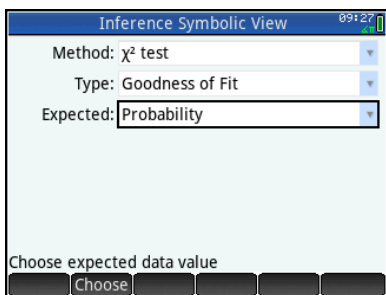 Inference Symbolic View 09:27
Method: χ² test
Type: Goodness of Fit
Expected: Probability
Choose expected data value
Choose